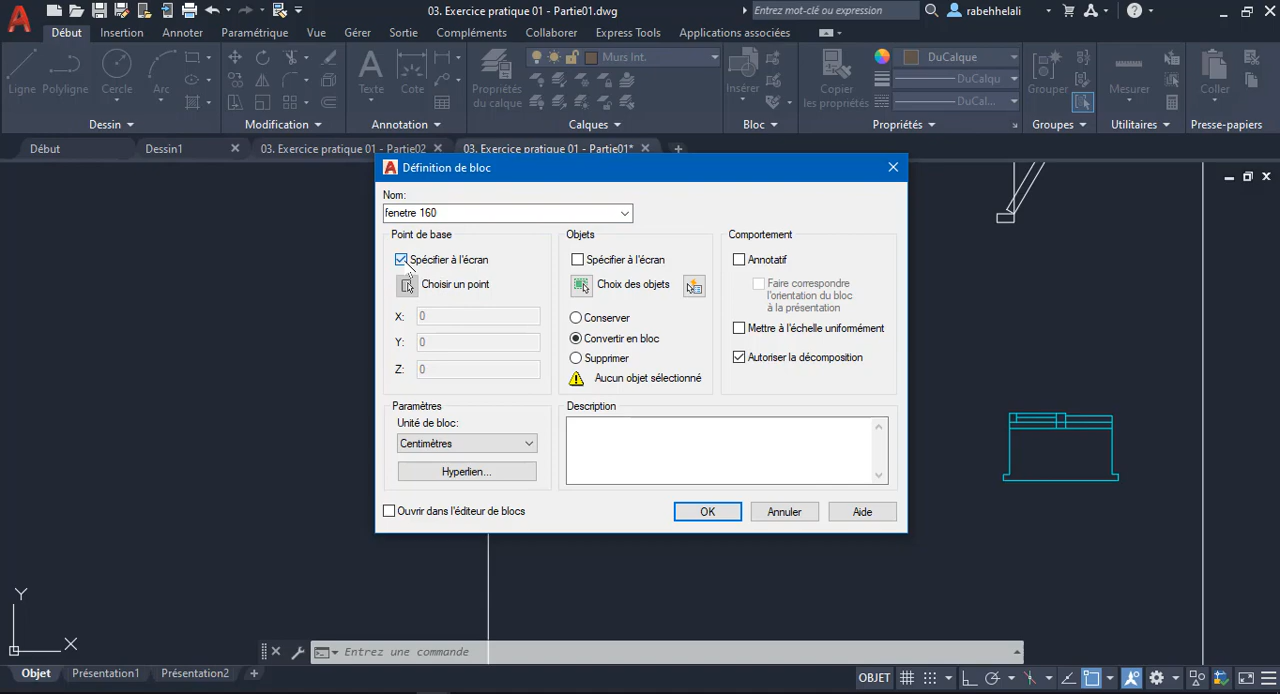 03. Exercice pratique 01 - Partie01.dwg
Entrez mot-clé ou expression
rabehhelali
Début Insertion Annoter Paramétrique Vue Gérer Sortie Compléments Collaborer Express Tools Applications associées
Ligne Polyligne Cercle Arc
Texte Cote
Propriétés du calque
Murs Int.
Insérer
Copier les propriétés
DuCalque
DuCalqu
DuCal...
Grouper
Mesurer
Coller
Dessin Modification Annotation Calques Bloc Propriétés Groupes Utilitaires Presse-papiers
Début Dessin1 03. Exercice pratique 01 - Partie02 03. Exercice pratique 01 - Partie01*
Définition de bloc
Nom:
fenetre 160
Point de base
Spécifier à l'écran
Choisir un point
X: 0
Y: 0
Z: 0
Objets
Spécifier à l'écran
Choix des objets
Conserver
Convertir en bloc
Supprimer
Aucun objet sélectionné
Comportement
Annotatif
Faire correspondre
l'orientation du bloc
à la présentation
Mettre à l'échelle uniformément
Autoriser la décomposition
Paramètres
Unité de bloc:
Centimètres
Hyperlien...
Description
Ouvrir dans l'éditeur de blocs
OK Annuler Aide
Y
X
Entrez une commande
Objet Présentation1 Présentation2 +
OBJET